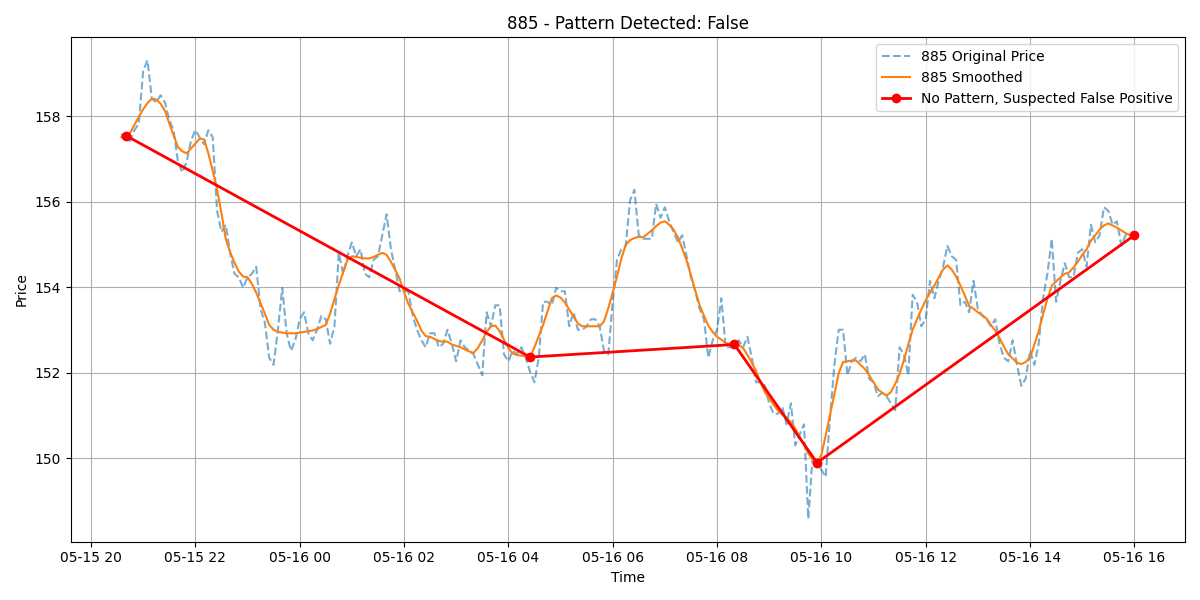 885 - Pattern Detected: False
885 Original Price
885 Smoothed
No Pattern, Suspected False Positive
Price
158
156
154
152
150
05-15 20
05-15 22
05-16 00
05-16 02
05-16 04
05-16 06
05-16 08
05-16 10
05-16 12
05-16 14
05-16 16
Time